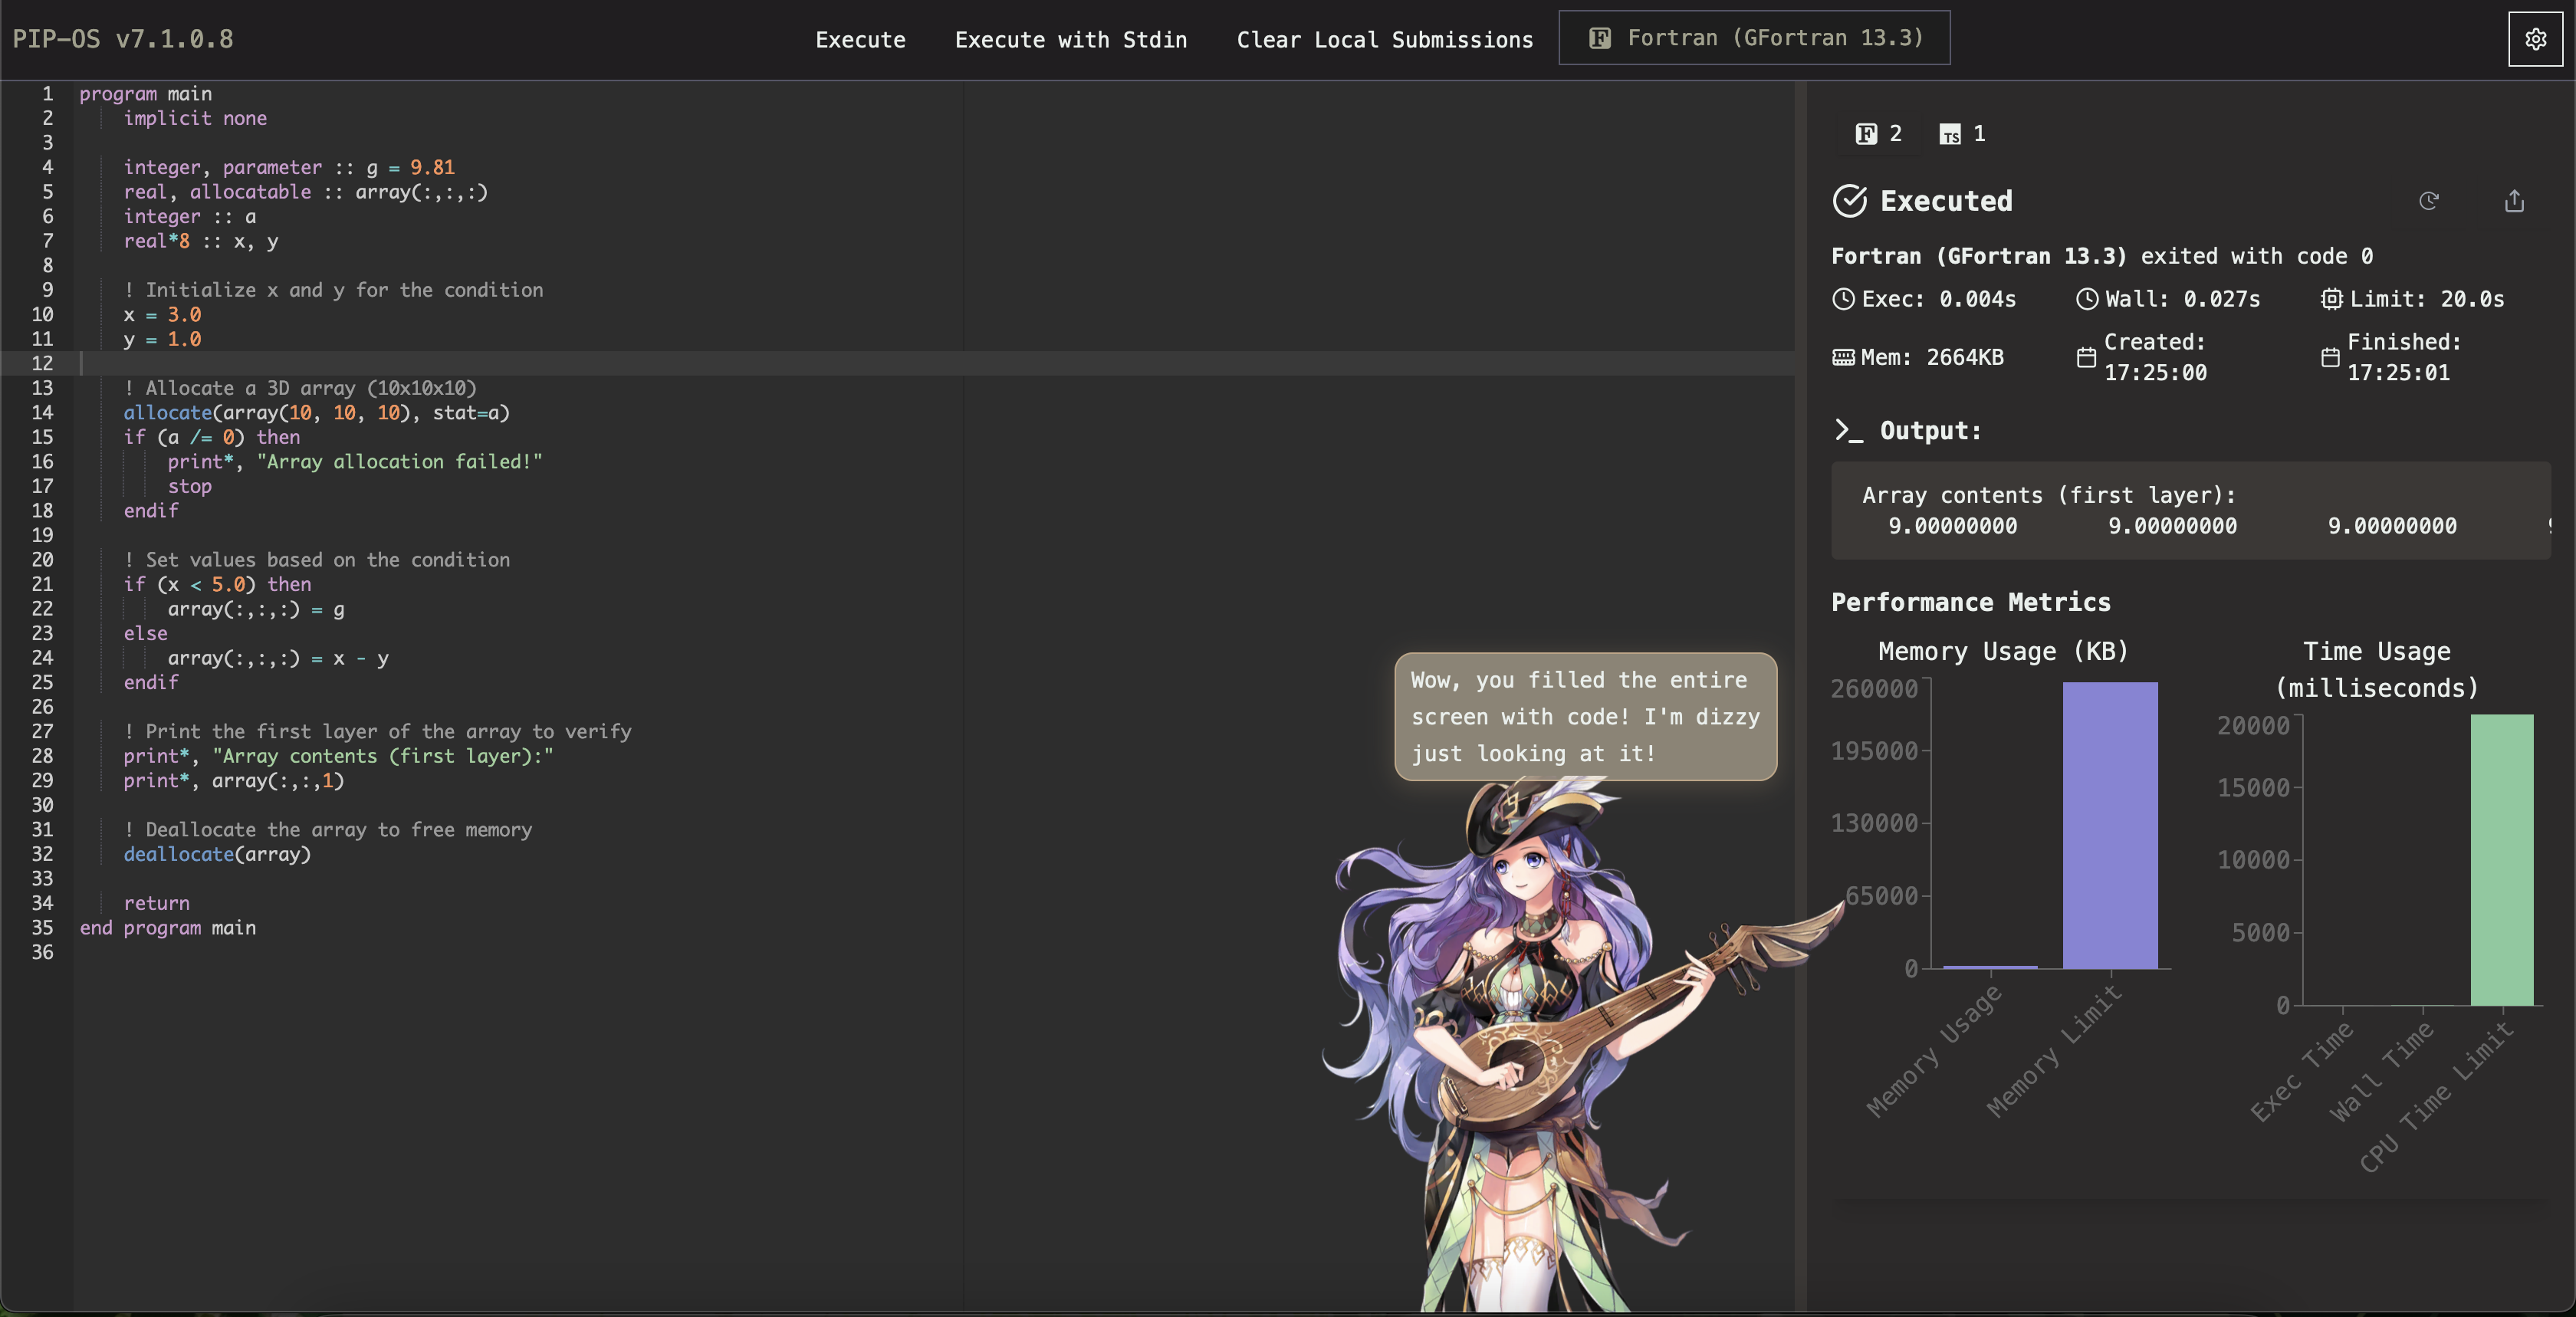 PIP-OS v7.1.0.8
Execute
Execute with Stdin
Clear Local Submissions
Fortran (GFortran 13.3)
1 program main
2 implicit none
3
4 integer, parameter :: g = 9.81
5 real, allocatable :: array(:,:,:)
6 integer :: a
7 real*8 :: x, y
8
9 ! Initialize x and y for the condition
10 x = 3.0
11 y = 1.0
12
13 ! Allocate a 3D array (10x10x10)
14 allocate(array(10, 10, 10), stat=a)
15 if (a /= 0) then
16 print*, "Array allocation failed!"
17 stop
18 endif
19
20 ! Set values based on the condition
21 if (x < 5.0) then
22 array(:,:,:) = g
23 else
24 array(:,:,:) = x - y
25 endif
26
27 ! Print the first layer of the array to verify
28 print*, "Array contents (first layer):"
29 print*, array(:,:,1)
30
31 ! Deallocate the array to free memory
32 deallocate(array)
33
34 return
35 end program main
36
Wow, you filled the entire
screen with code! I'm dizzy
just looking at it!
F 2 TS 1
Executed
Fortran (GFortran 13.3) exited with code 0
Exec: 0.004s Wall: 0.027s Limit: 20.0s
Mem: 2664KB
Created:
17:25:00
Finished:
17:25:01
>_ Output:
Array contents (first layer):
9.00000000 9.00000000 9.00000000
Performance Metrics
Memory Usage (KB)
260000
195000
130000
65000
0
Memory Usage
Memory Limit
Time Usage
(milliseconds)
20000
15000
10000
5000
0
Exec Time
Wall Time
CPU Time Limit